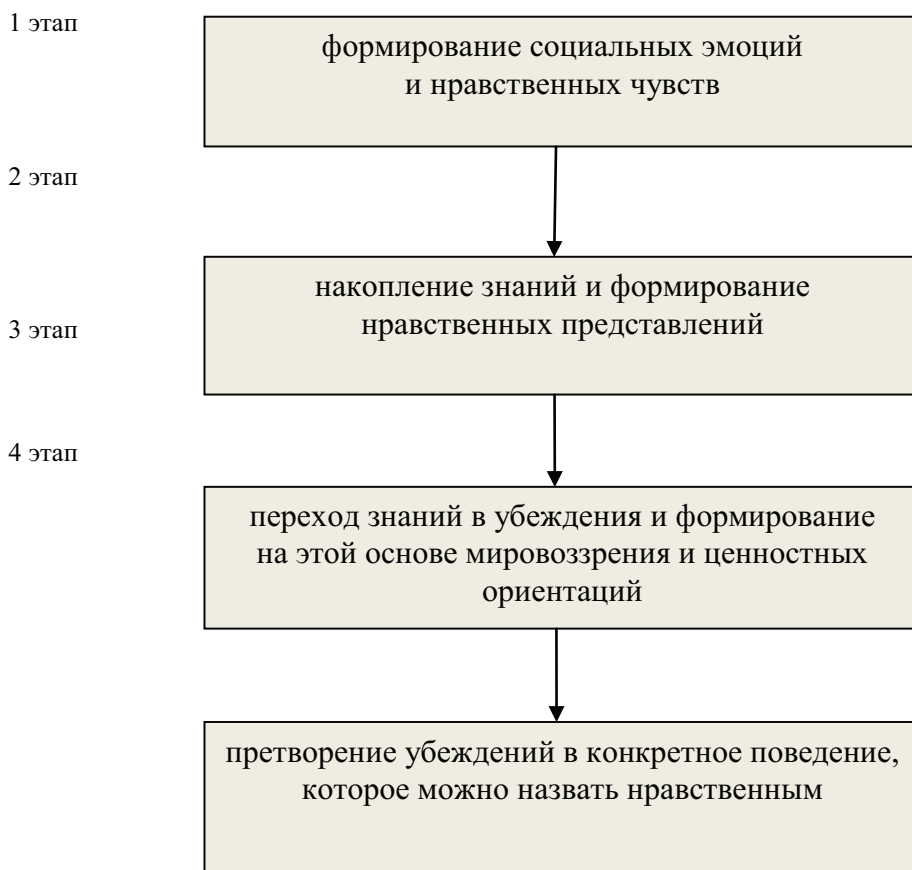 1 этап
формирование социальных эмоций
и нравственных чувств
2 этап
накопление знаний и формирование
нравственных представлений
3 этап
4 этап
переход знаний в убеждения и формирование
на этой основе мировоззрения и ценностных
ориентаций
претворение убеждений в конкретное поведение,
которое можно назвать нравственным